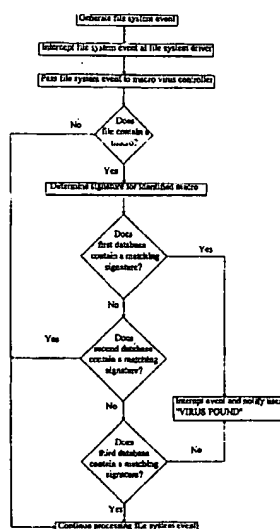 Generate file system event
Intercept file system event at file system driver
Pass file system event to macro virus controller
Does
file contain a
macro?
No
Yes
Determine signature for identified macro
Does
first database
contain a matching
signature?
Yes
No
Does
second database
contain a matching
signature?
Yes
No
Intercept event and notify user
"VIRUS FOUND"
Does
third database
contain a matching
signature?
No
Yes
Continue processing file system event